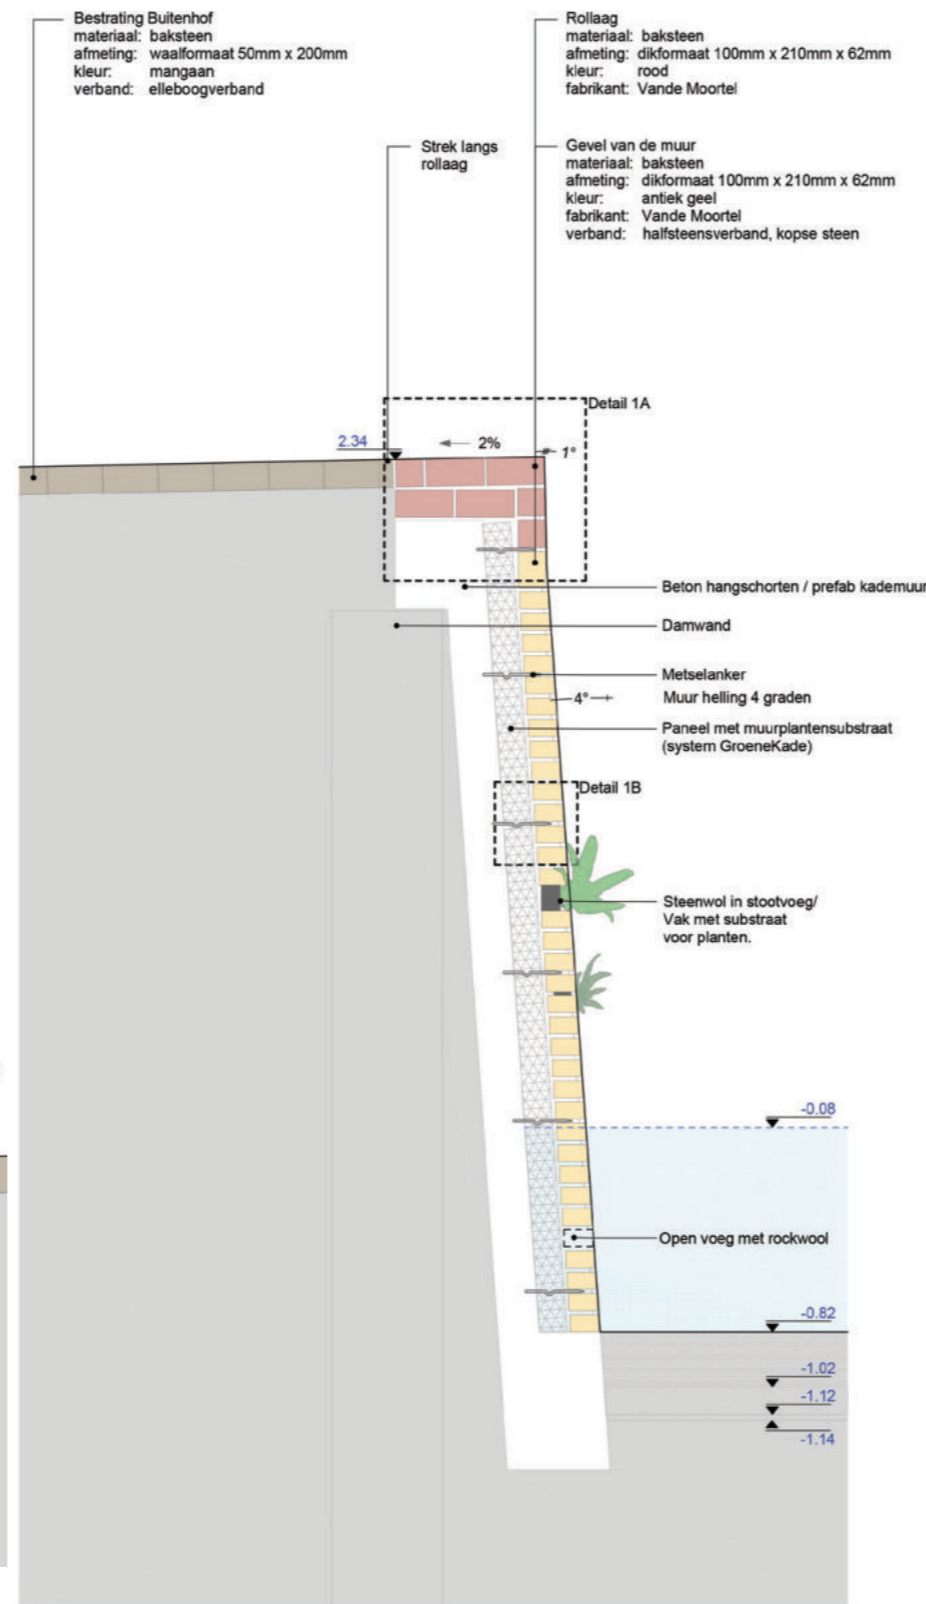 Bestrating Buitenhof
materiaal: baksteen
afmeting: waalformaat 50mm x 200mm
kleur: mangaan
verband: elleboogverband
Rollaag
materiaal: baksteen
afmeting: dikformaat 100mm x 210mm x 62mm
kleur: rood
fabrikant: Vande Moortel
Strek langs
rollaag
Gevel van de muur
materiaal: baksteen
afmeting: dikformaat 100mm x 210mm x 62mm
kleur: antiek geel
fabrikant: Vande Moortel
verband: halfsteensverband, kopse steen
Detail 1A
2.34
2%
1°
Beton hangschorten / prefab kademuur
Damwand
Metselanker
4°
Muur helling 4 graden
Paneel met muurplantensubstraat
(system GroeneKade)
Detail 1B
Steenwol in stootvoeg/
Vak met substraat
voor planten.
-0.08
Open voeg met rockwool
-0.82
-1.02
-1.12
-1.14